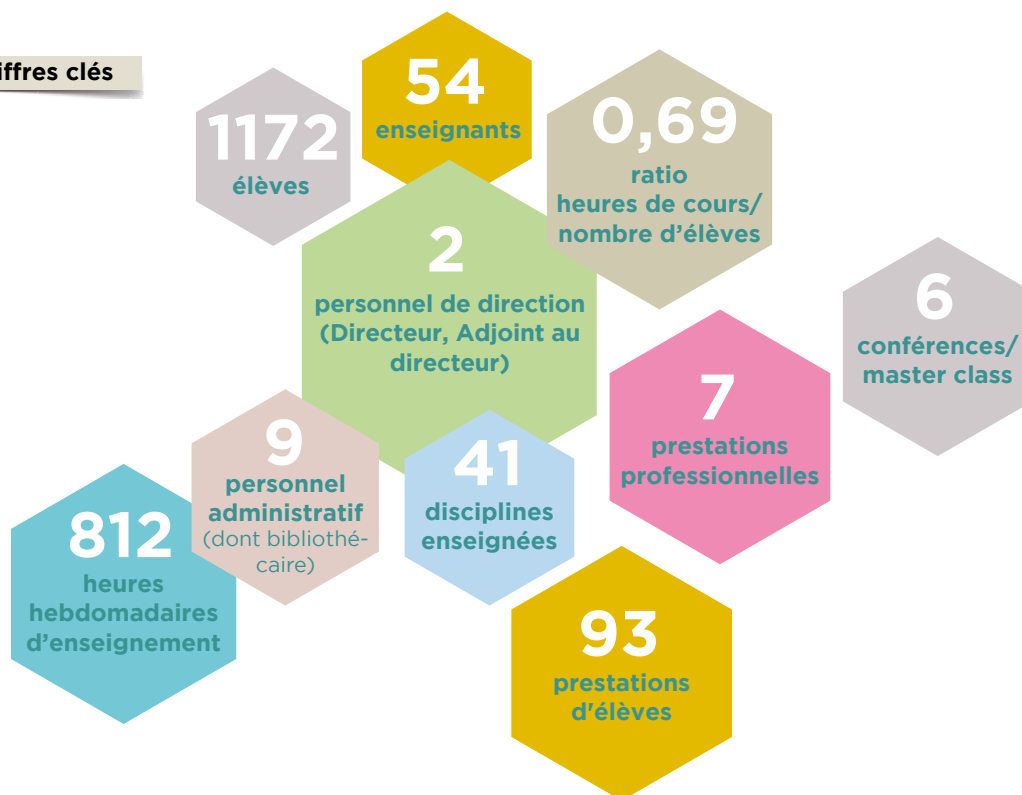 iffres clés
54
enseignants
1172
élèves
0,69
ratio
heures de cours/
nombre d’élèves
2
personnel de direction
(Directeur, Adjoint au
directeur)
6
conférences/
master class
7
prestations
professionnelles
9
personnel
administratif
(dont bibliothé-
caire)
41
disciplines
enseignées
812
heures
hebdomadaires
d’enseignement
93
prestations
d'élèves